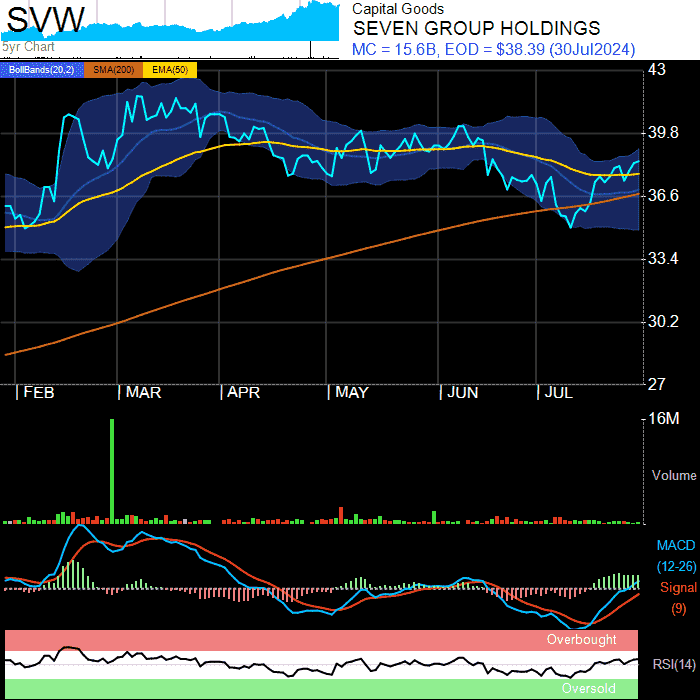 SVW
5yr Chart
Capital Goods
SEVEN GROUP HOLDINGS
MC = 15.6B, EOD = $38.39 (30Jul2024)
BollBands(20,2) SMA(200) EMA(50)
43
39.8
36.6
33.4
30.2
27
FEB MAR APR MAY JUN JUL
16M
Volume
MACD
(12-26)
Signal
(9)
Overbought
RSI(14)
Oversold